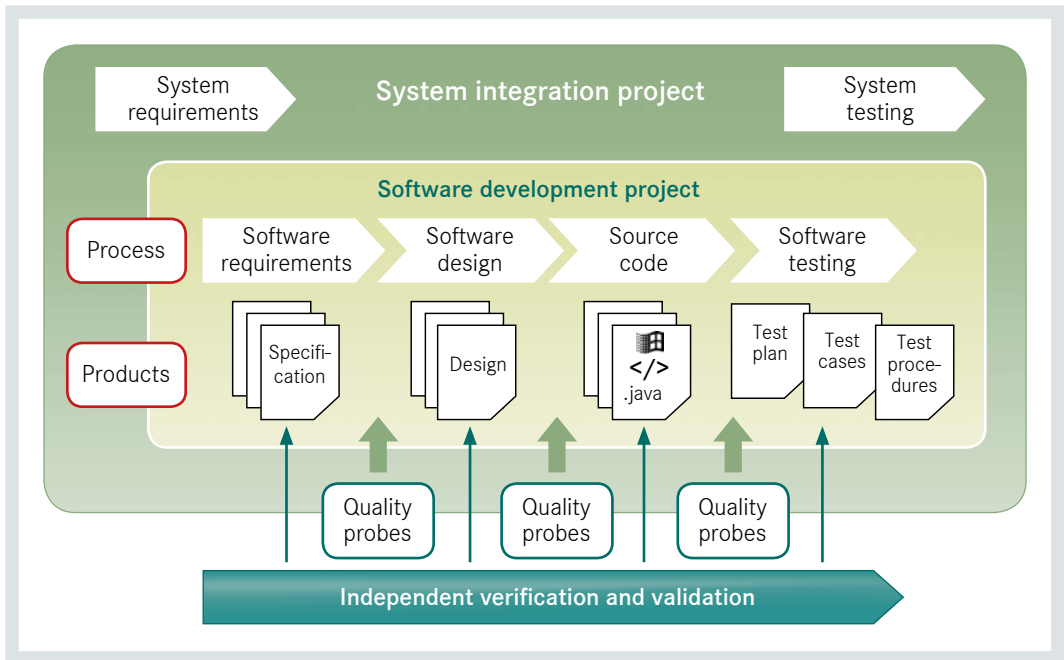 System
requirements
System integration project
System
testing
Software development project
Process
Software
requirements
Software
design
Source
code
Software
testing
Products
Specifi-
cation
Design
</>
.java
Test
plan
Test
cases
Test
proce-
dures
Quality
probes
Quality
probes
Quality
probes
Independent verification and validation